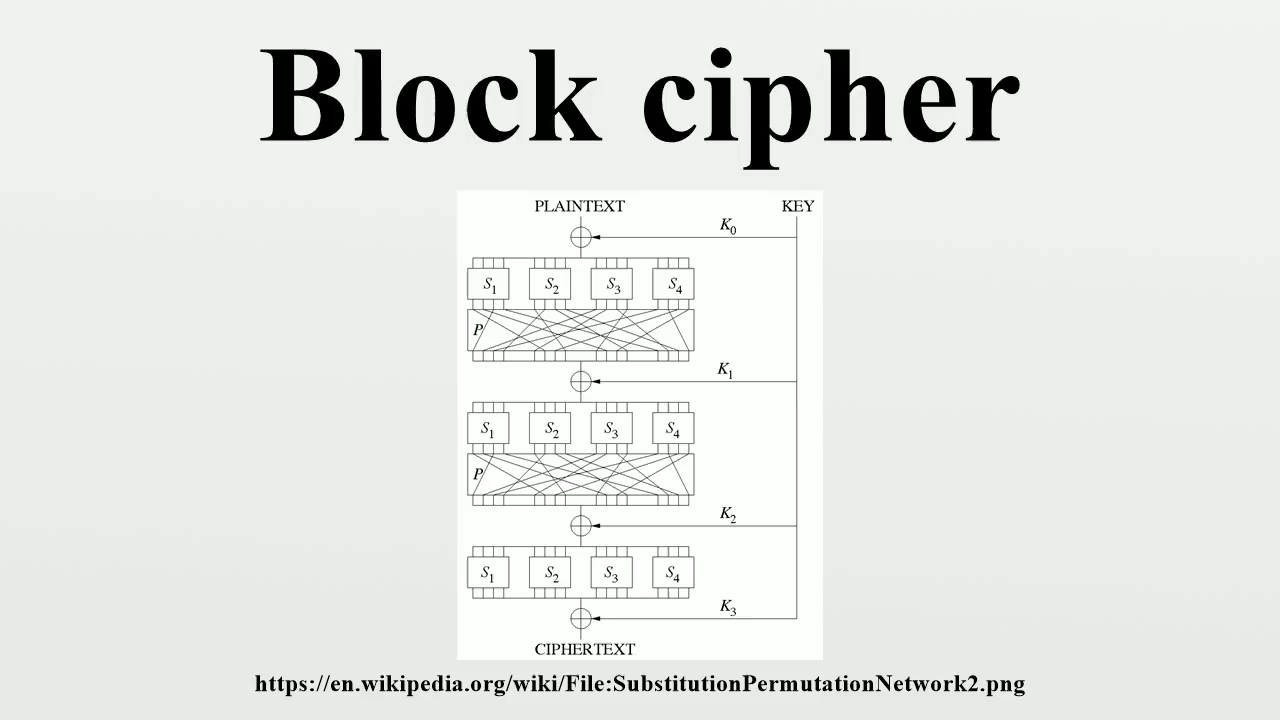 Block cipher
PLAINTEXT KEY
K0
S1 S2 S3 S4
P
K1
S1 S2 S3 S4
P
K2
S1 S2 S3 S4
K3
CIPHERTEXT
https://en.wikipedia.org/wiki/File:SubstitutionPermutationNetwork2.png